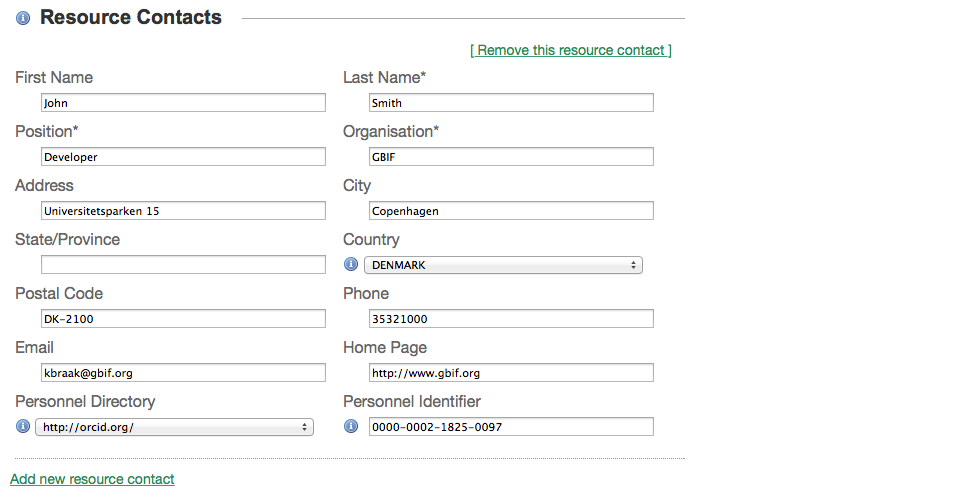 Resource Contacts
[ Remove this resource contact ]
First Name Last Name*
John Smith
Position* Organisation*
Developer GBIF
Address City
Universitetsparken 15 Copenhagen
State/Province Country
DENMARK
Postal Code Phone
DK-2100 35321000
Email Home Page
kbraak@gbif.org http://www.gbif.org
Personnel Directory Personnel Identifier
http://orcid.org/ 0000-0002-1825-0097
Add new resource contact